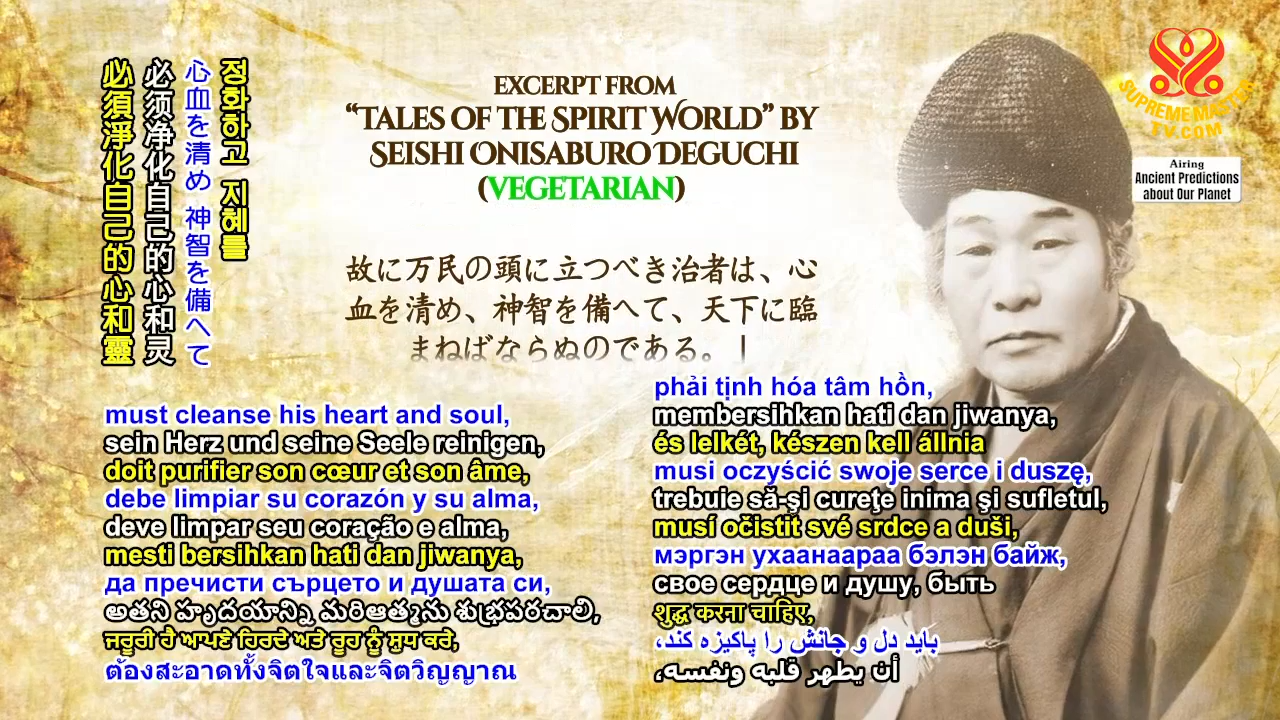 정화하고 지혜를
心血を清め 神智を備へて
必须净化自己的心和灵
必須淨化自己的心和靈
EXCERPT FROM
“TALES OF THE SPIRIT WORLD” BY
SEISHI ONISABURO DEGUCHI
(VEGETARIAN)
故に万民の頭に立つべき治者は、心
血を清め、神智を備へて、天下に臨
まねばならぬのである。 |
SUPREME MASTER
TV.COM
Airing
Ancient Predictions
about Our Planet
must cleanse his heart and soul,
sein Herz und seine Seele reinigen,
doit purifier son cœur et son âme,
debe limpiar su corazón y su alma,
deve limpar seu coração e alma,
mesti bersihkan hati dan jiwanya,
да пречисти сърцето и душата си,
అతని హృదయాన్ని మరిఆత్మను శుభ్రపరచాలి,
ਜਰੂਰੀ ਹੈ ਆਪਣੇ ਹਿਰਦੇ ਅਤੇ ਰੂਹ ਨੂੰ ਸ਼ੁਧ ਕਰੇ,
ต้องสะอาดทั้งจิตใจและจิตวิญญาณ
phải tịnh hóa tâm hồn,
membersihkan hati dan jiwanya,
és lelkét, készen kell állnia
musi oczyścić swoje serce i duszę,
trebuie să-şi cureţe inima şi sufletul,
musí očistit své srdce a duši,
мэргэн ухаанаараа бэлэн байж,
свое сердце и душу, быть
शुद्ध करना चाहिए,
باید دل و جانش را پاکیزه کند،
أن يطهر قلبه ونفسه،